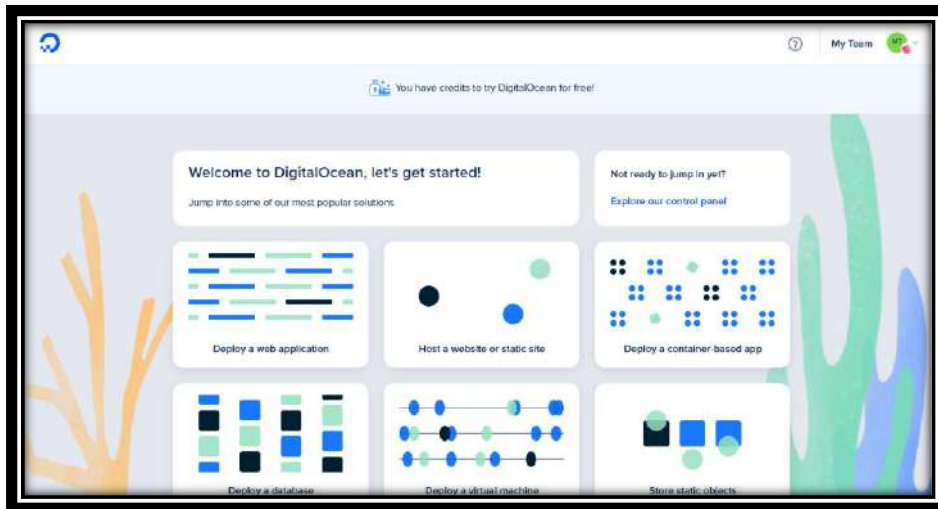 My Team
You have credits to try DigitalOcean for free!
Welcome to DigitalOcean, let's get started!
Jump into some of our most popular solutions
Not ready to jump in yet?
Explore our control panel
Deploy a web application
Host a website or static site
Deploy a container-based app
Deploy a database
Deploy a virtual machine
Store static objects